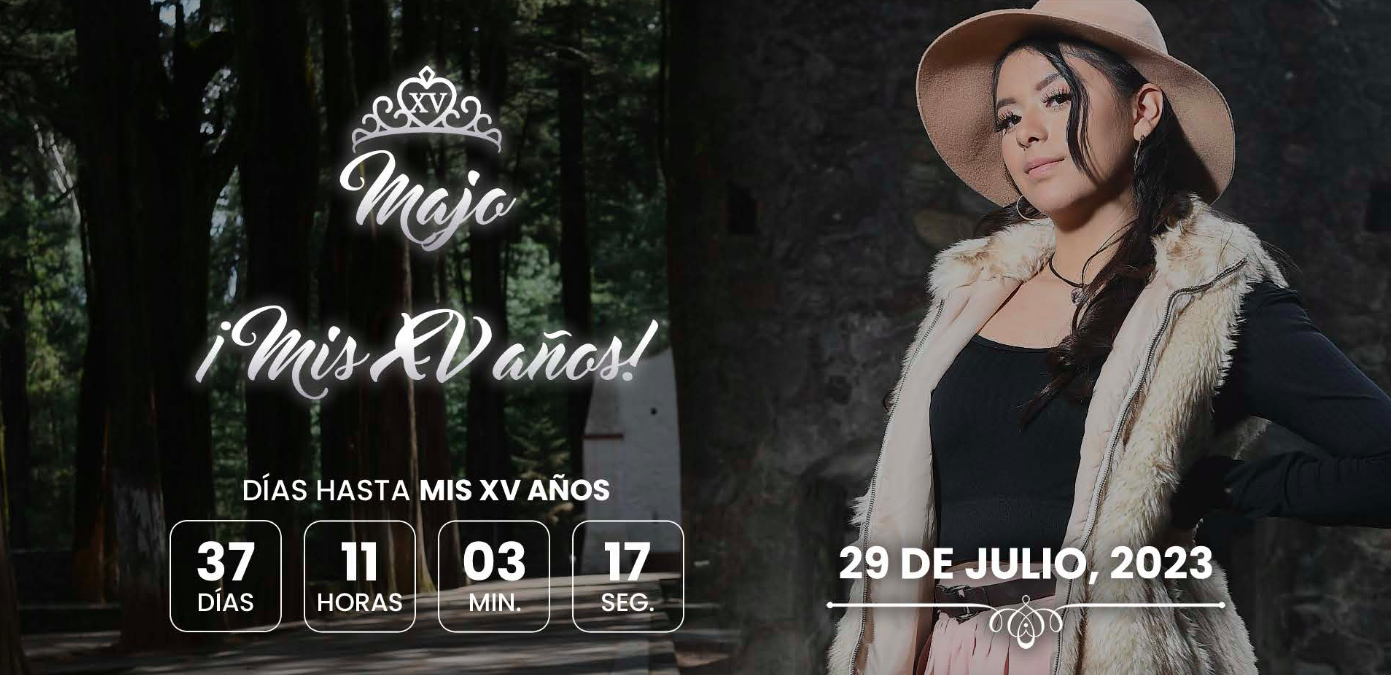 XV
Majo
¡Mis XV años!
DÍAS HASTA MIS XV AÑOS
37 11 03 17
DÍAS HORAS MIN. SEG.
29 DE JULIO, 2023